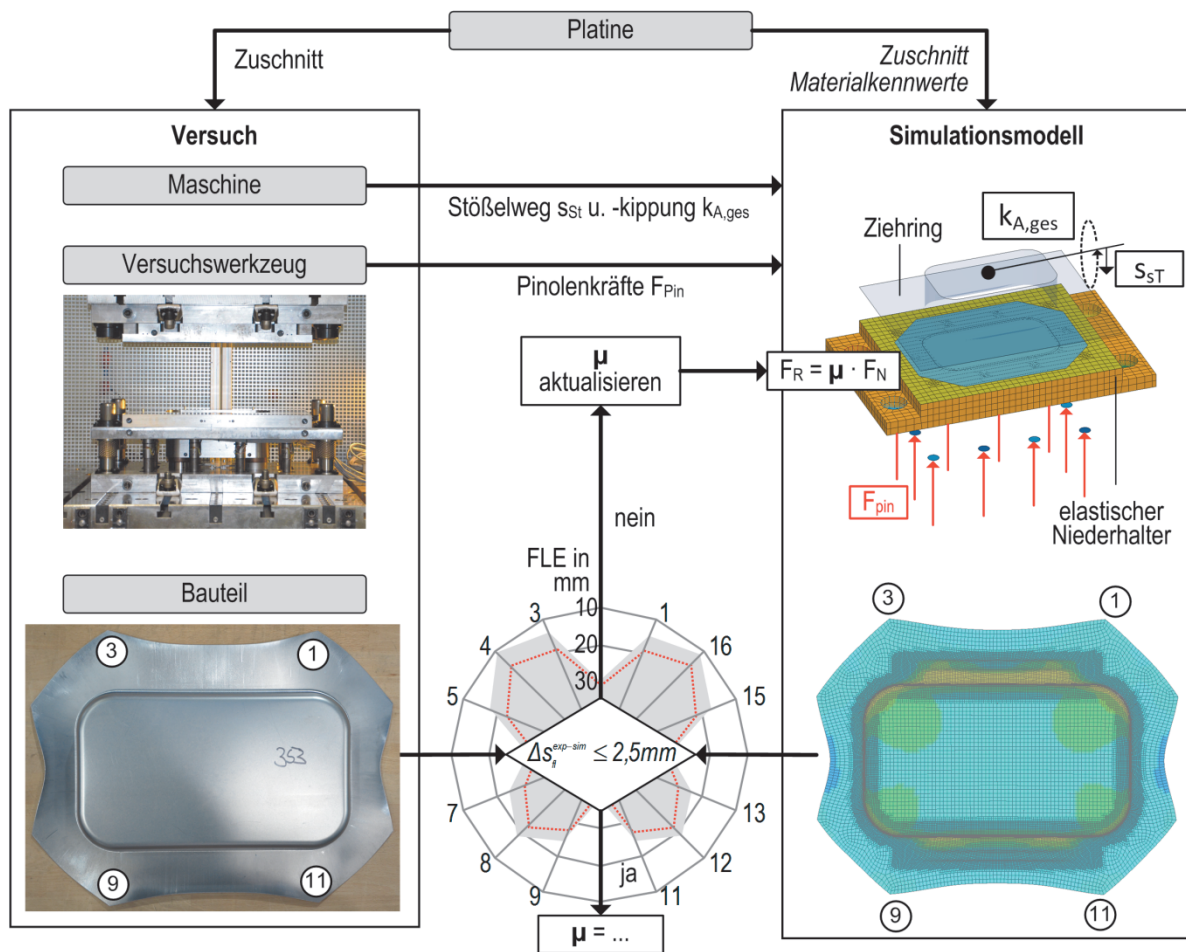 Platine
Zuschnitt
Zuschnitt
Materialkennwerte
Versuch
Simulationsmodell
Maschine
Stößelweg sSt u. -kippung kA,ges
Versuchswerkzeug
Pinolenkräfte FPin
Ziehring
kA,ges
ssT
μ
aktualisieren
FR = μ · FN
Fpin
elastischer
Niederhalter
nein
FLE in
mm
Bauteil
10
20
30
3
1
4
16
5
15
7
13
8
12
9
11
Δsfl exp-sim ≤ 2,5mm
ja
μ = ...
3
1
353
9
11
3
1
9
11